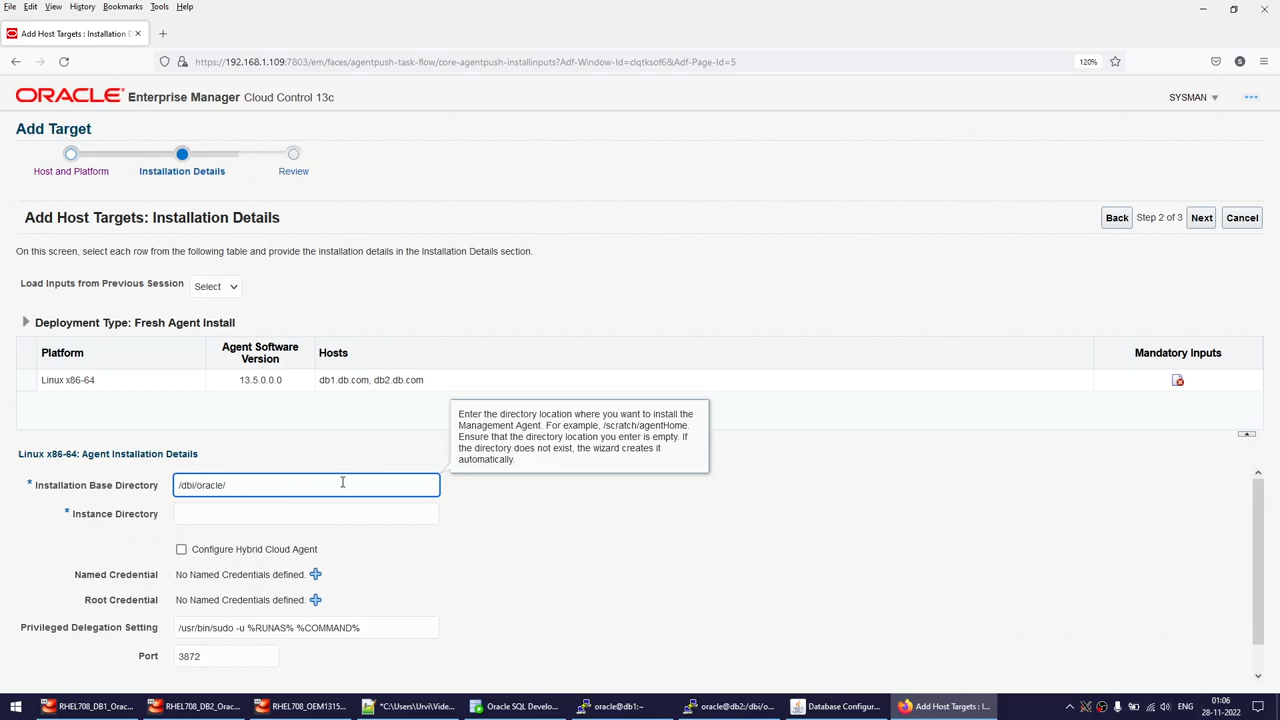 File Edit View History Bookmarks Tools Help
Add Host Targets : Installation D
https://192.168.1.109:7803/em/faces/agentpush-task-flow/core-agentpush-installinputs?Adf-Window-Id=clqtksof6&Adf-Page-Id=5
120%
S
ORACLE Enterprise Manager Cloud Control 13c
SYSMAN
Add Target
Host and Platform Installation Details Review
Add Host Targets: Installation Details
Back Step 2 of 3 Next Cancel
On this screen, select each row from the following table and provide the installation details in the Installation Details section.
Load Inputs from Previous Session Select
Deployment Type: Fresh Agent Install
Platform Agent Software Version Hosts Mandatory Inputs
Linux x86-64 13.5.0.0.0 db1.db.com, db2.db.com
Enter the directory location where you want to install the
Management Agent. For example, /scratch/agentHome.
Ensure that the directory location you enter is empty. If
the directory does not exist, the wizard creates it
automatically.
Linux x86-64: Agent Installation Details
* Installation Base Directory /dbi/oracle/
* Instance Directory
Configure Hybrid Cloud Agent
Named Credential No Named Credentials defined.
Root Credential No Named Credentials defined.
Privileged Delegation Setting /usr/bin/sudo -u %RUNAS% %COMMAND%
Port 3872
RHEL708_DB1_Orac... RHEL708_DB2_Orac... RHEL708_OEM1315... *C:\Users\Urvi\Video... Oracle SQL Develo... oracle@db1:~ oracle@db2:/dbi/o... Database Configur... Add Host Targets : I...
ENG
01:06
28-11-2022